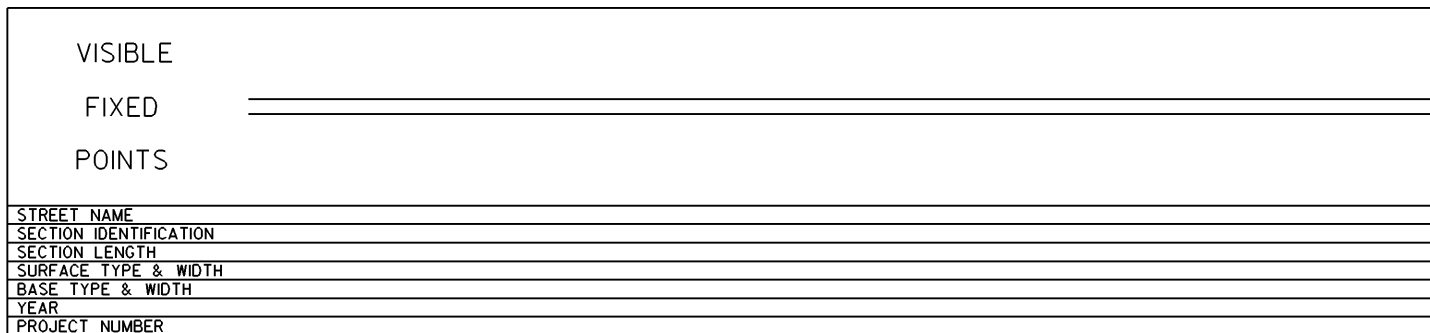 VISIBLE
FIXED
POINTS
STREET NAME
SECTION IDENTIFICATION
SECTION LENGTH
SURFACE TYPE & WIDTH
BASE TYPE & WIDTH
YEAR
PROJECT NUMBER